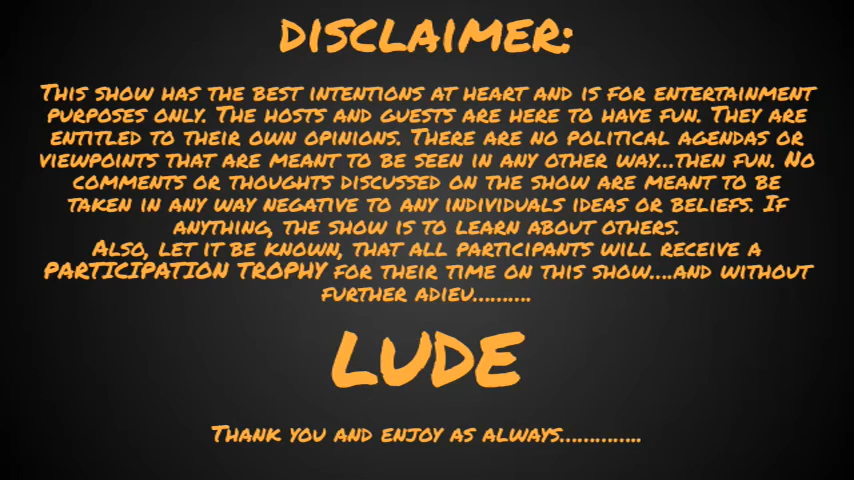 DISCLAIMER:
THIS SHOW HAS THE BEST INTENTIONS AT HEART AND IS FOR ENTERTAINMENT
PURPOSES ONLY. THE HOSTS AND GUESTS ARE HERE TO HAVE FUN. THEY ARE
ENTITLED TO THEIR OWN OPINIONS. THERE ARE NO POLITICAL AGENDAS OR
VIEWPOINTS THAT ARE MEANT TO BE SEEN IN ANY OTHER WAY...THEN FUN. NO
COMMENTS OR THOUGHTS DISCUSSED ON THE SHOW ARE MEANT TO BE
TAKEN IN ANY WAY NEGATIVE TO ANY INDIVIDUALS IDEAS OR BELIEFS. IF
ANYTHING, THE SHOW IS TO LEARN ABOUT OTHERS.
ALSO, LET IT BE KNOWN, THAT ALL PARTICIPANTS WILL RECEIVE A
PARTICIPATION TROPHY FOR THEIR TIME ON THIS SHOW....AND WITHOUT
FURTHER ADIEU..........
LUDE
THANK YOU AND ENJOY AS ALWAYS.............